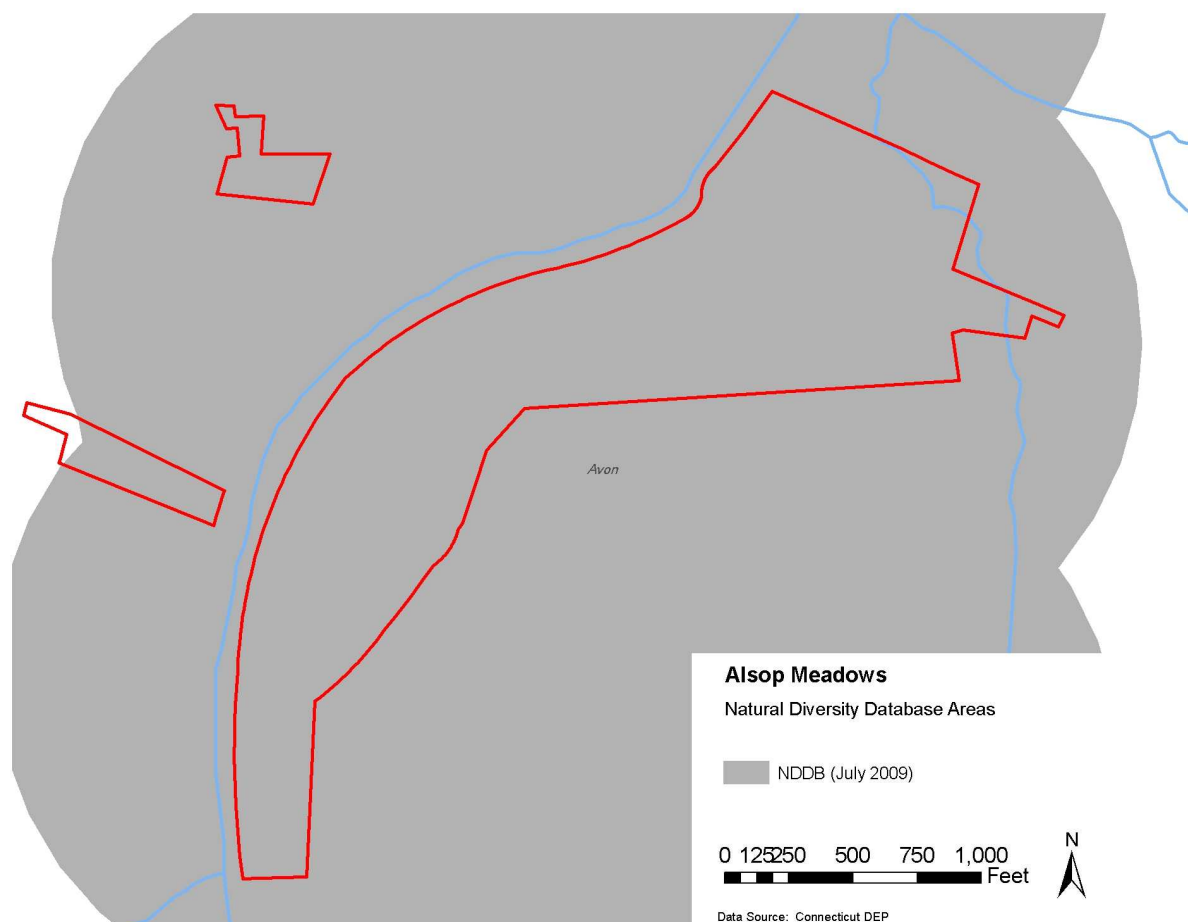 Avon
Alsop Meadows
Natural Diversity Database Areas
NDDB (July 2009)
N
0 125250 500 750 1,000
Feet
Data Source: Connecticut DEP